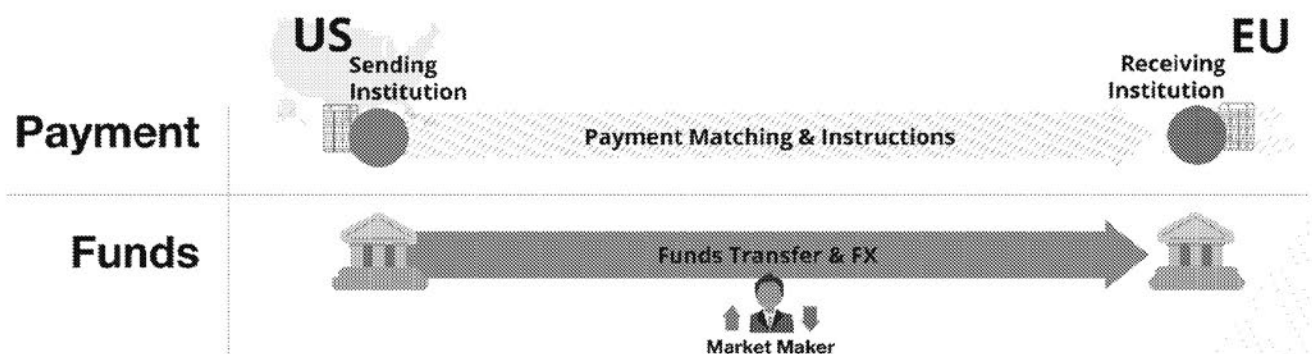 US
EU
Sending
Institution
Receiving
Institution
Payment
Payment Matching & Instructions
Funds
Funds Transfer & FX
Market Maker